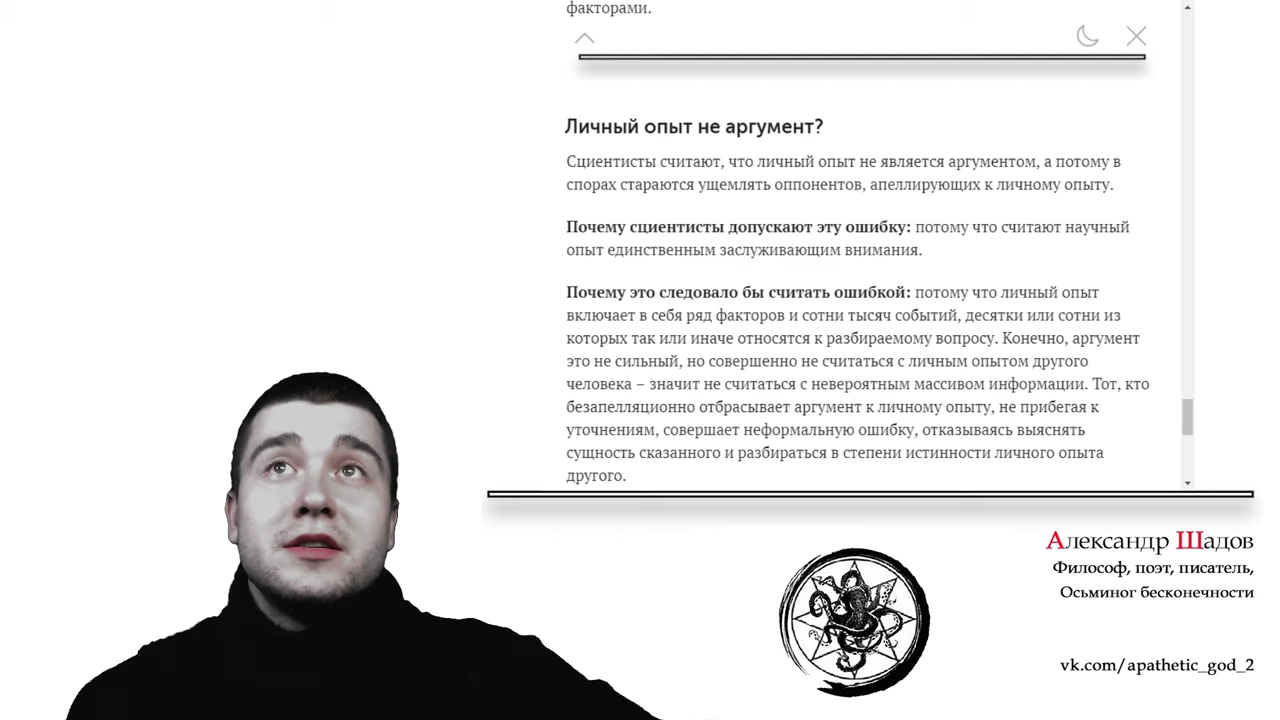 факторами.
Личный опыт не аргумент?
Сциентисты считают, что личный опыт не является аргументом, а потому в
спорах стараются ущемлять оппонентов, апеллирующих к личному опыту.
Почему сциентисты допускают эту ошибку: потому что считают научный
опыт единственным заслуживающим внимания.
Почему это следовало бы считать ошибкой: потому что личный опыт
включает в себя ряд факторов и сотни тысяч событий, десятки или сотни из
которых так или иначе относятся к разбираемому вопросу. Конечно, аргумент
это не сильный, но совершенно не считаться с личным опытом другого
человека – значит не считаться с невероятным массивом информации. Тот, кто
безапелляционно отбрасывает аргумент к личному опыту, не прибегая к
уточнениям, совершает неформальную ошибку, отказываясь выяснять
сущность сказанного и разбираться в степени истинности личного опыта
другого.
Александр Шадов
Философ, поэт, писатель,
Осьминог бесконечности
vk.com/apathetic_god_2